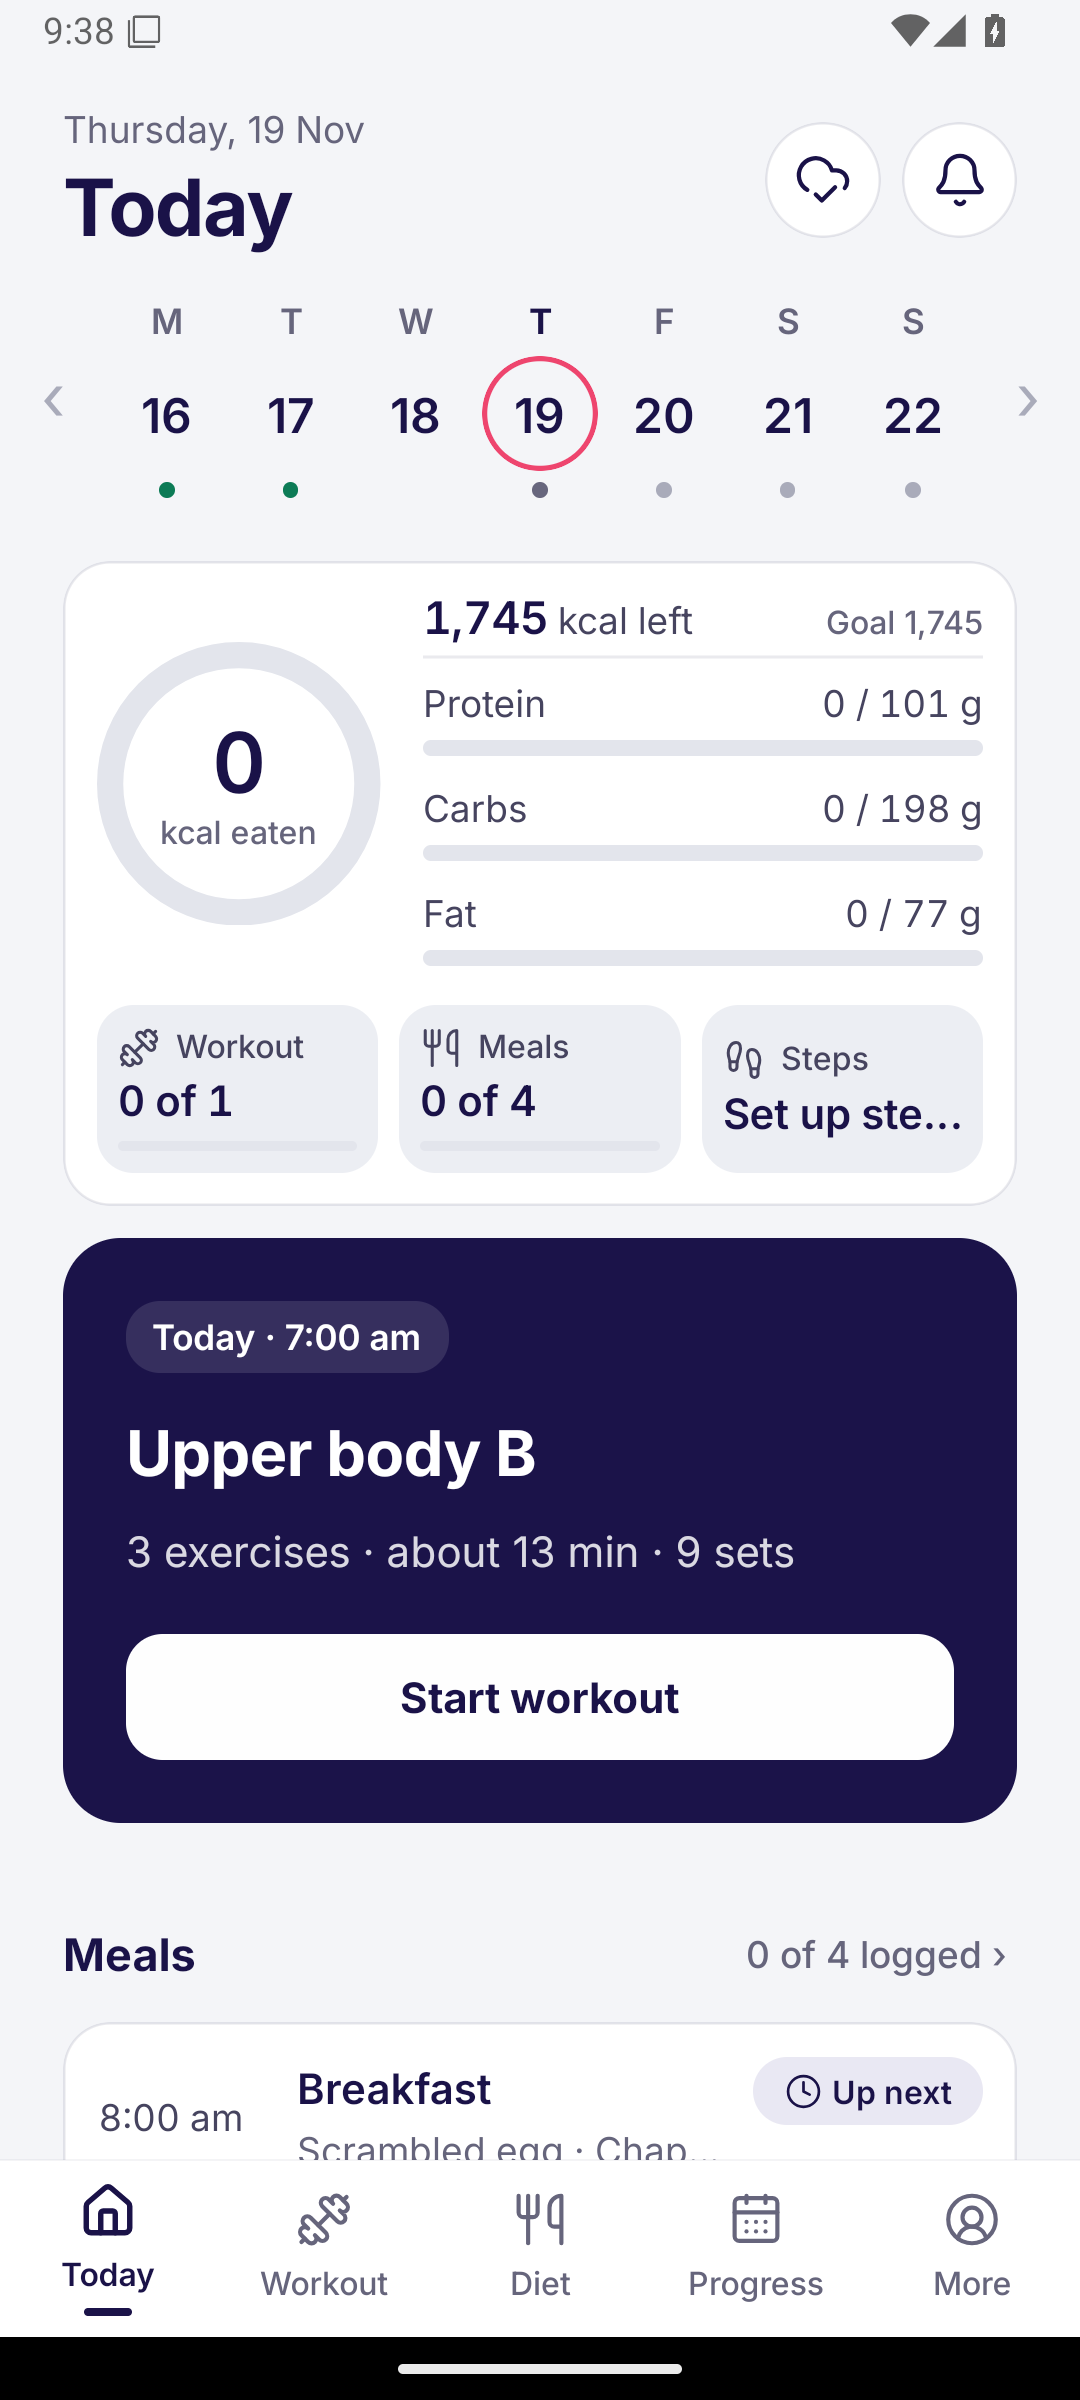 9:38
Thursday, 19 Nov
Today
M T W T F S S
16 17 18 19 20 21 22
1,745 kcal left Goal 1,745
Protein 0 / 101 g
0
kcal eaten
Carbs 0 / 198 g
Fat 0 / 77 g
Workout Meals Steps
0 of 1 0 of 4 Set up ste...
Today · 7:00 am
Upper body B
3 exercises · about 13 min · 9 sets
Start workout
Meals 0 of 4 logged ›
Breakfast Up next
8:00 am
Scrambled egg · Chap...
Today Workout Diet Progress More